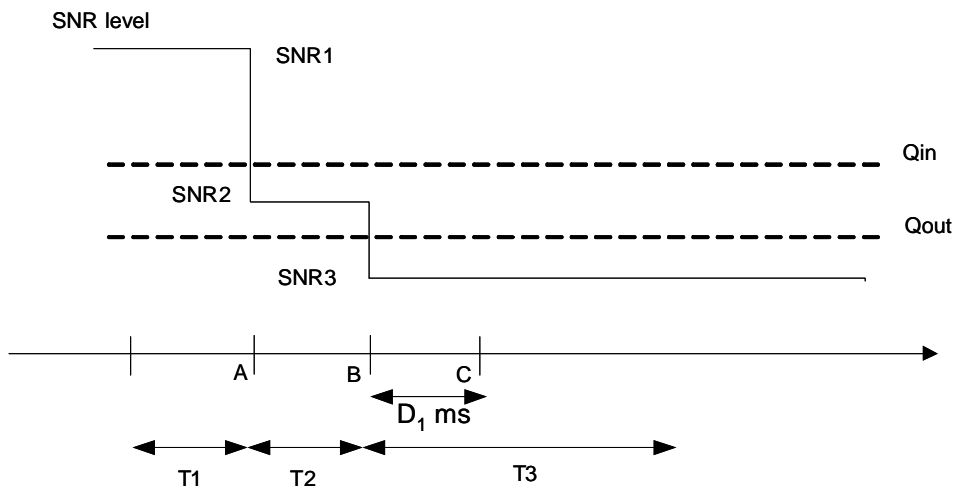 SNR level
SNR1
Qin
SNR2
Qout
SNR3
A
B
C
D1 ms
T1
T2
T3